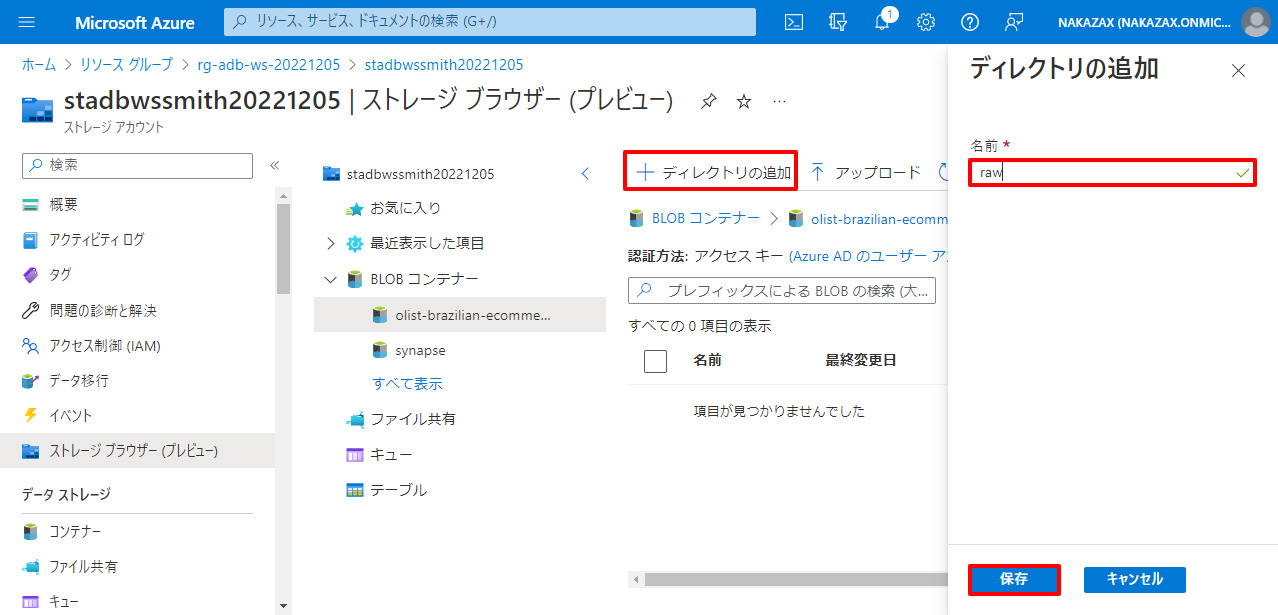 Microsoft Azure
リソース、サービス、ドキュメントの検索 (G+/)
1
NAKAZAX (NAKAZAX.ONMIC...
ホーム > リソース グループ > rg-adb-ws-20221205 > stadbwssmith20221205
stadbwssmith20221205 | ストレージ ブラウザー (プレビュー)
ストレージ アカウント
検索
概要
アクティビティ ログ
タグ
問題の診断と解決
アクセス制御 (IAM)
データ移行
イベント
ストレージ ブラウザー (プレビュー)
データ ストレージ
コンテナー
ファイル共有
キュー
stadbwssmith20221205
お気に入り
最近表示した項目
BLOB コンテナー
olist-brazilian-ecomme...
synapse
すべて表示
ファイル共有
キュー
テーブル
ディレクトリの追加
アップロード
BLOB コンテナー > olist-brazilian-ecomm
認証方法: アクセス キー (Azure AD のユーザー ア
プレフィックスによる BLOB の検索 (大...
すべての 0 項目の表示
名前 最終変更日
項目が見つかりませんでした
ディレクトリの追加
名前 *
raw
保存
キャンセル